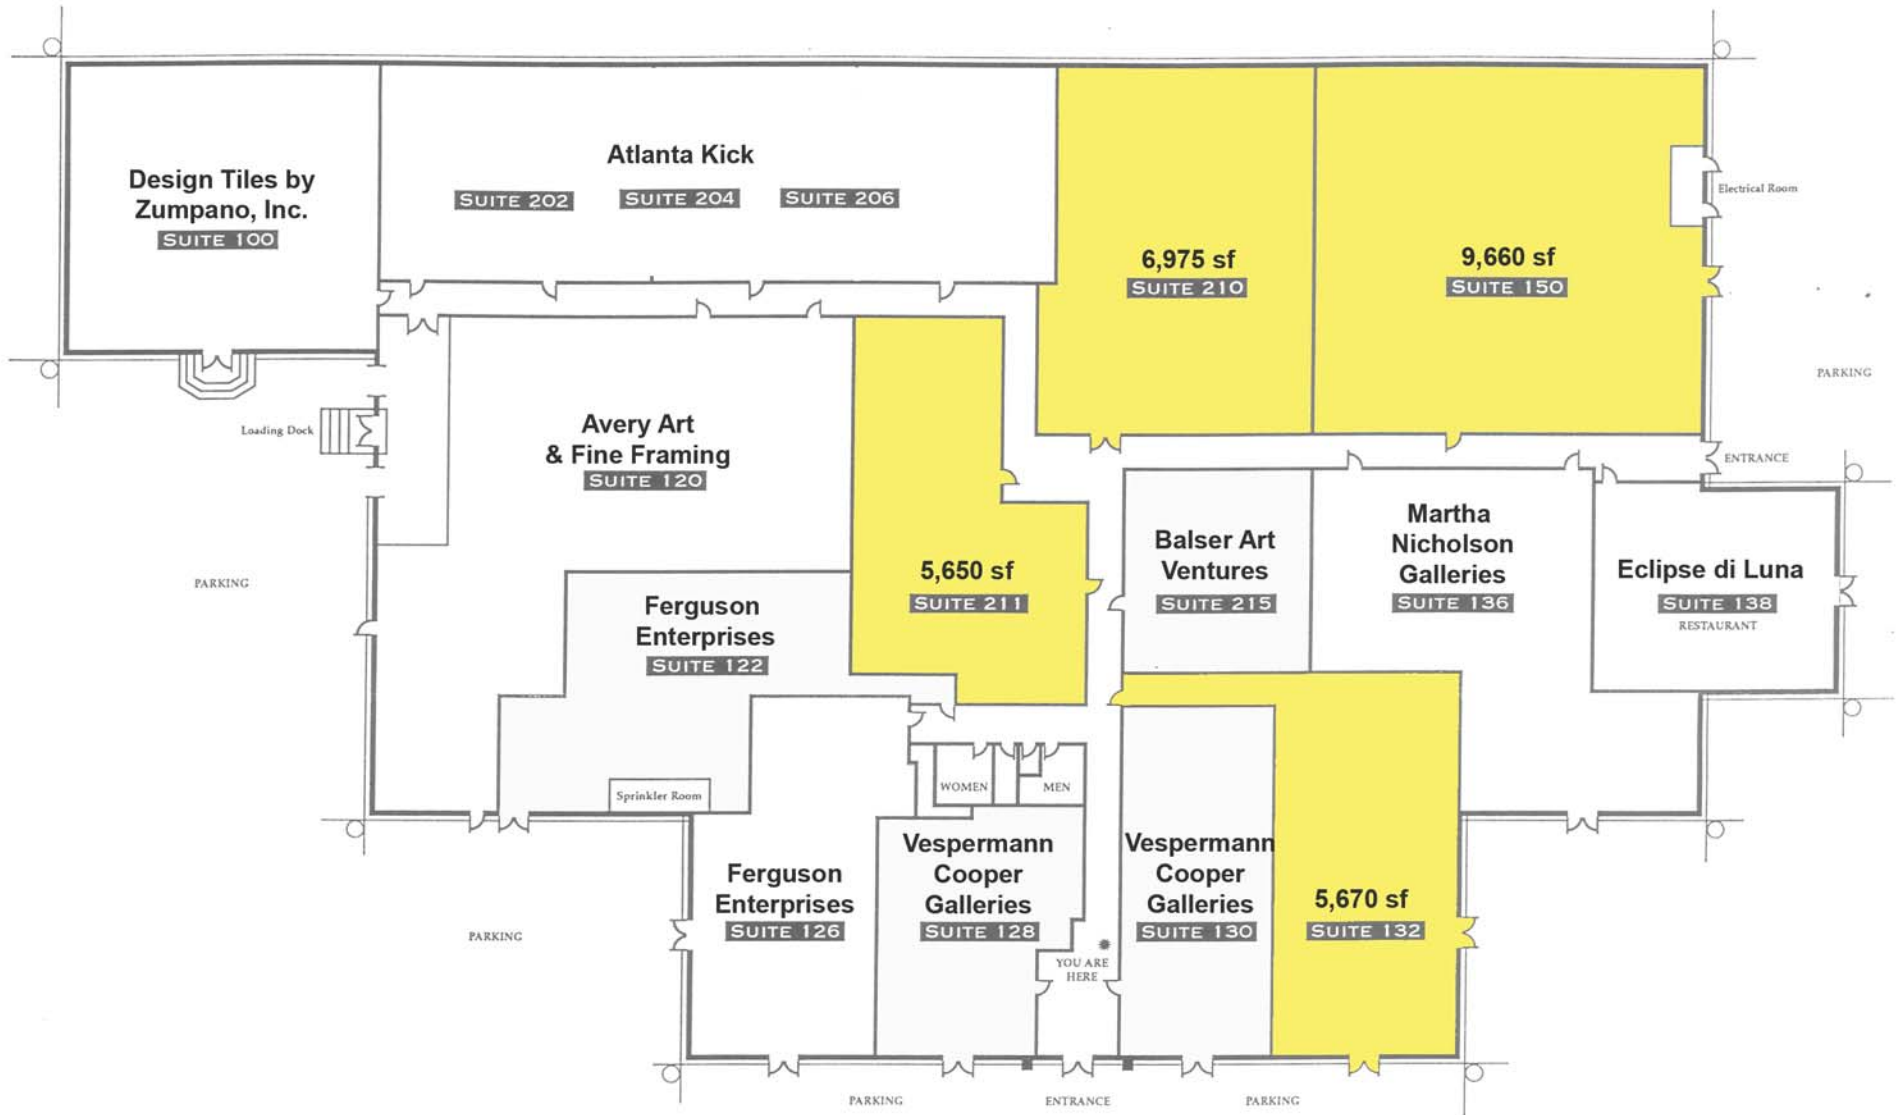 Design Tiles by
Zumpano, Inc.
SUITE 100
Atlanta Kick
SUITE 202
SUITE 204
SUITE 206
6,975 sf
SUITE 210
9,660 sf
SUITE 150
Electrical Room
PARKING
Loading Dock
Avery Art
& Fine Framing
SUITE 120
ENTRANCE
5,650 sf
SUITE 211
Balser Art
Ventures
SUITE 215
Martha
Nicholson
Galleries
SUITE 136
Eclipse di Luna
SUITE 138
RESTAURANT
PARKING
Ferguson
Enterprises
SUITE 122
Sprinkler Room
WOMEN
MEN
Ferguson
Enterprises
SUITE 126
Vespermann
Cooper
Galleries
SUITE 128
Vespermann
Cooper
Galleries
SUITE 130
5,670 sf
SUITE 132
PARKING
YOU ARE
HERE
PARKING
ENTRANCE
PARKING